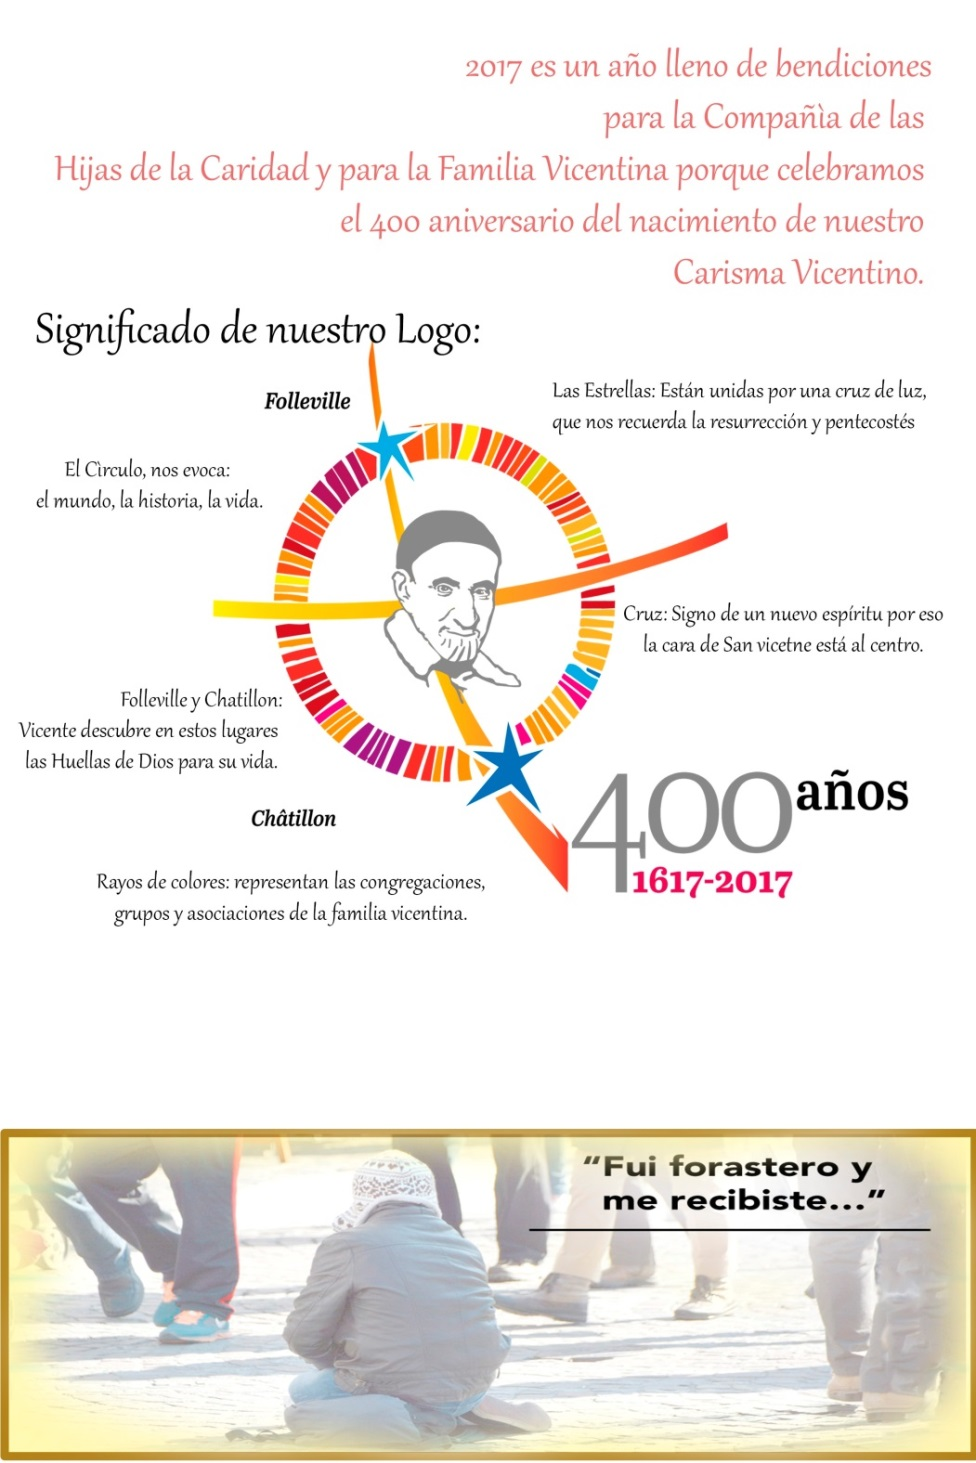 2017 es un año lleno de bendiciones
para la Compañìa de las
Hijas de la Caridad y para la Familia Vicentina porque celebramos
el 400 aniversario del nacimiento de nuestro
Carisma Vicentino.
Significado de nuestro Logo:
Folleville
Las Estrellas: Están unidas por una cruz de luz,
que nos recuerda la resurrección y pentecostés
El Cìrculo, nos evoca:
el mundo, la historia, la vida.
Cruz: Signo de un nuevo espíritu por eso
la cara de San vicetne está al centro.
Folleville y Chatillon:
Vicente descubre en estos lugares
las Huellas de Dios para su vida.
Châtillon
400 años
1617-2017
Rayos de colores: representan las congregaciones,
grupos y asociaciones de la familia vicentina.
“Fui forastero y
me recibiste...”